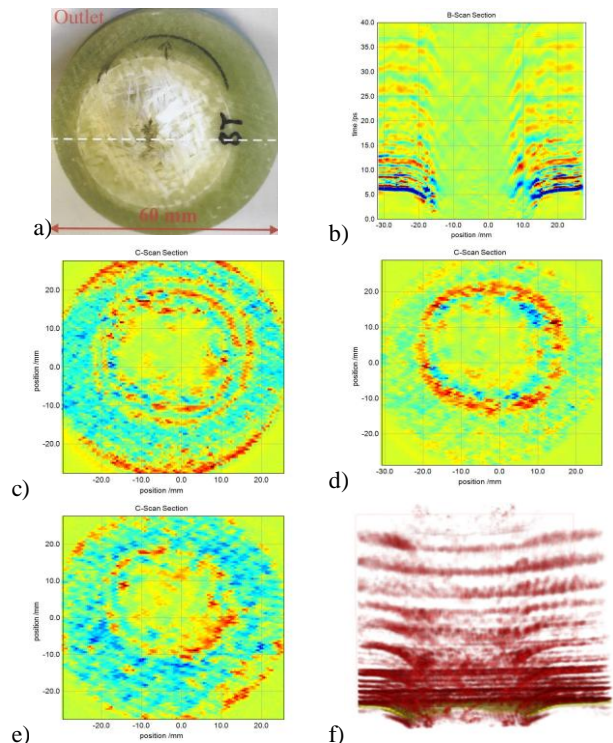 Outlet
BY
60 mm
a)
B-Scan Section
40.0
35.0
30.0
25.0
20.0
15.0
10.0
5.0
0.0
time /ps
-30.0 -20.0 -10.0 0.0 10.0 20.0
position /mm
b)
C-Scan Section
20.0
10.0
0.0
-10.0
-20.0
position /mm
-20.0 -10.0 0.0 10.0 20.0
position /mm
c)
C-Scan Section
20.0
10.0
0.0
-10.0
-20.0
position /mm
-30.0 -20.0 -10.0 0.0 10.0 20.0
position /mm
d)
C-Scan Section
20.0
10.0
0.0
-10.0
-20.0
position /mm
-20.0 -10.0 0.0 10.0 20.0
position /mm
e)
f)